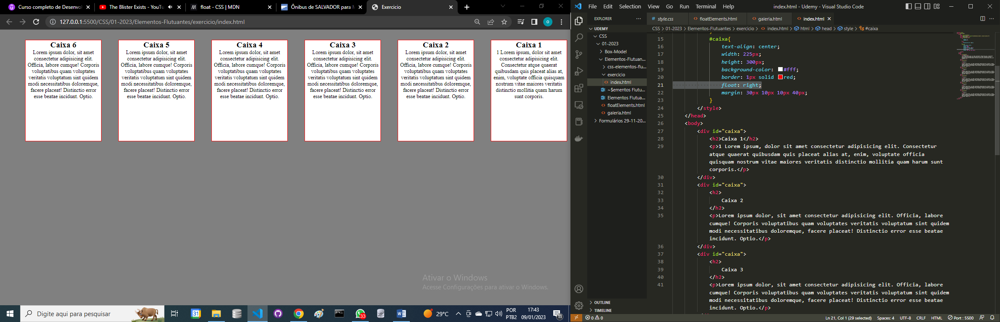 Curso completo de Desenvol
The Blister Exists - YouTu
float - CSS | MDN
Ônibus de SALVADOR para M
Exercicio
127.0.0.1:5500/CSS/01-2023/Elementos-Flutuantes/exercicio/index.html
o
Caixa 6
Lorem ipsum dolor, sit amet
consectetur adipisicing elit.
Officia, labore cumque! Corporis
voluptatibus quam voluptates
veritatis voluptatum sint quidem
modi necessitatibus doloremque,
facere placeat! Distinctio error
esse beatae incidunt. Optio.
Caixa 5
Lorem ipsum dolor, sit amet
consectetur adipisicing elit.
Officia, labore cumque! Corporis
voluptatibus quam voluptates
veritatis voluptatum sint quidem
modi necessitatibus doloremque,
facere placeat! Distinctio error
esse beatae incidunt. Optio.
Caixa 4
Lorem ipsum dolor, sit amet
consectetur adipisicing elit.
Officia, labore cumque! Corporis
voluptatibus quam voluptates
veritatis voluptatum sint quidem
modi necessitatibus doloremque,
facere placeat! Distinctio error
esse beatae incidunt. Optio.
Caixa 3
Lorem ipsum dolor, sit amet
consectetur adipisicing elit.
Officia, labore cumque! Corporis
voluptatibus quam voluptates
veritatis voluptatum sint quidem
modi necessitatibus doloremque,
facere placeat! Distinctio error
esse beatae incidunt. Optio.
Caixa 2
Lorem ipsum dolor, sit amet
consectetur adipisicing elit.
Officia, labore cumque! Corporis
voluptatibus quam voluptates
veritatis voluptatum sint quidem
modi necessitatibus doloremque,
facere placeat! Distinctio error
esse beatae incidunt. Optio.
Caixa 1
1 Lorem ipsum, dolor sit amet
consectetur adipisicing elit.
Consectetur atque quaerat
quibusdam quis placeat alias at,
enim, voluptate officia quisquam
nostrum vitae maiores veritatis
distinctio mollitia quam harum
sunt corporis.
Ativar o Windows
Acesse Configurações para ativar o Windows.
Digite aqui para pesquisar
31
33
29°C
POR
PTB2
17:43
09/01/2023
11
File Edit Selection View Go Run Terminal Help
index.html - Udemy - Visual Studio Code
EXPLORER
UDEMY
CSS
01-2023
Box-Model
Elementos-Flutuan...
css-elementos-flu...
exercicio
index.html
~$ementos Flutu...
Elementos Flutua...
floatElements.html
galeria.html
Formulários 29-11-20...
OUTLINE
TIMELINE
style.css
floatElements.html
galeria.html
index.html
CSS > 01-2023 > Elementos-Flutuantes > exercicio > index.html > html > head > style > #caixa
15 #caixa{
16 text-align: center;
17 width: 225px;
18 height: 300px;
19 background-color: #fff;
20 border: 1px solid red;
21 float: right;
22 margin: 30px 10px 10px 40px;
23 }
24 </style>
25 </head>
26 <body>
27 <div id="caixa">
28 <h2>Caixa 1</h2>
29 <p>1 Lorem ipsum, dolor sit amet consectetur adipisicing elit. Consectetur
atque quaerat quibusdam quis placeat alias at, enim, voluptate officia
quisquam nostrum vitae maiores veritatis distinctio mollitia quam harum sunt
corporis.</p>
30 </div>
31 <div id="caixa">
32 <h2>
33 Caixa 2
34 </h2>
35 <p>Lorem ipsum dolor, sit amet consectetur adipisicing elit. Officia, labore
cumque! Corporis voluptatibus quam voluptates veritatis voluptatum sint quidem
modi necessitatibus doloremque, facere placeat! Distinctio error esse beatae
incidunt. Optio.</p>
36 </div>
37 <div id="caixa">
38 <h2>
39 Caixa 3
40 </h2>
41 <p>Lorem ipsum dolor, sit amet consectetur adipisicing elit. Officia, labore
cumque! Corporis voluptatibus quam voluptates veritatis voluptatum sint quidem
modi necessitatibus doloremque, facere placeat! Distinctio error esse beatae
incidunt. Optio.</p>
0 0
Ln 21, Col 1 (29 selected) Spaces: 4 UTF-8 CRLF HTML Port : 5500